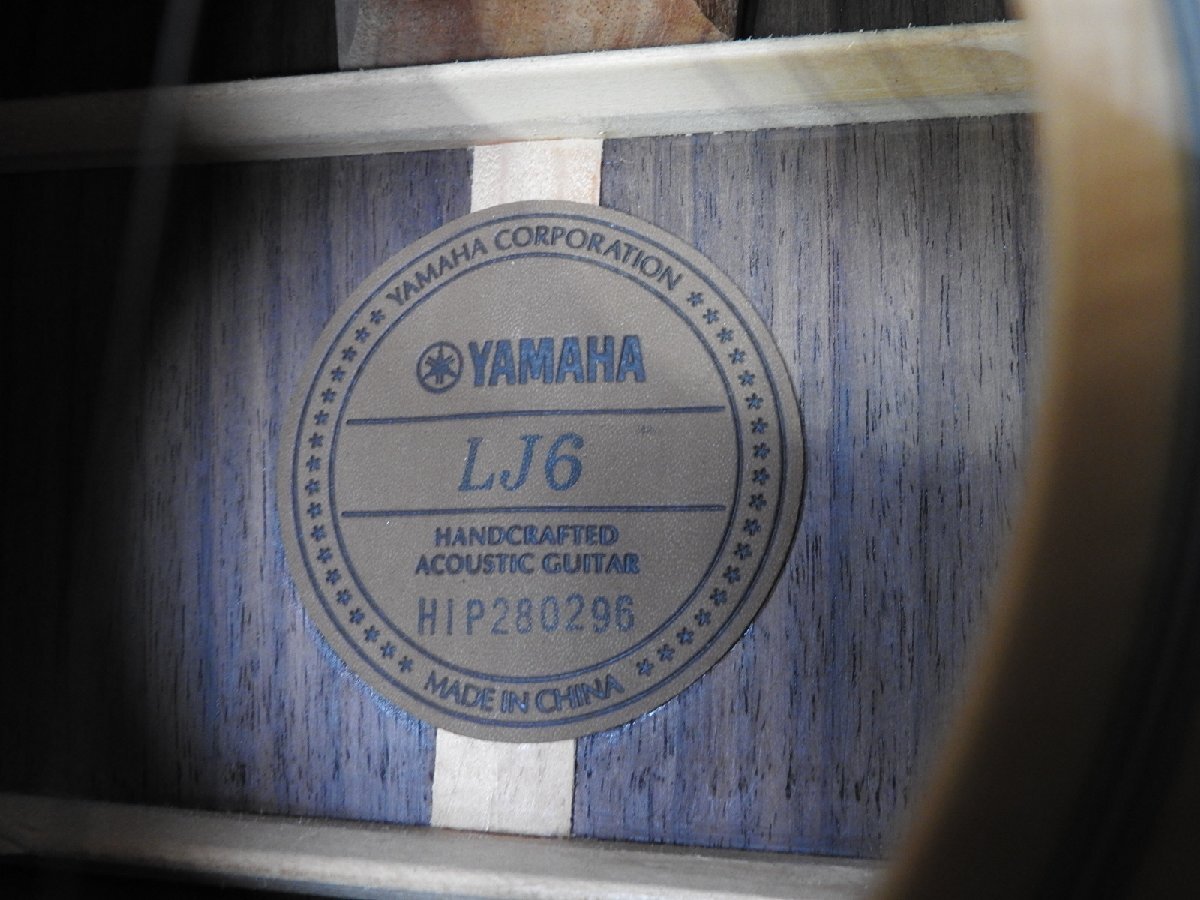 YAMAHA CORPORATION
YAMAHA
LJ6
HANDCRAFTED
ACOUSTIC GUITAR
HIP280296
MADE IN CHINA